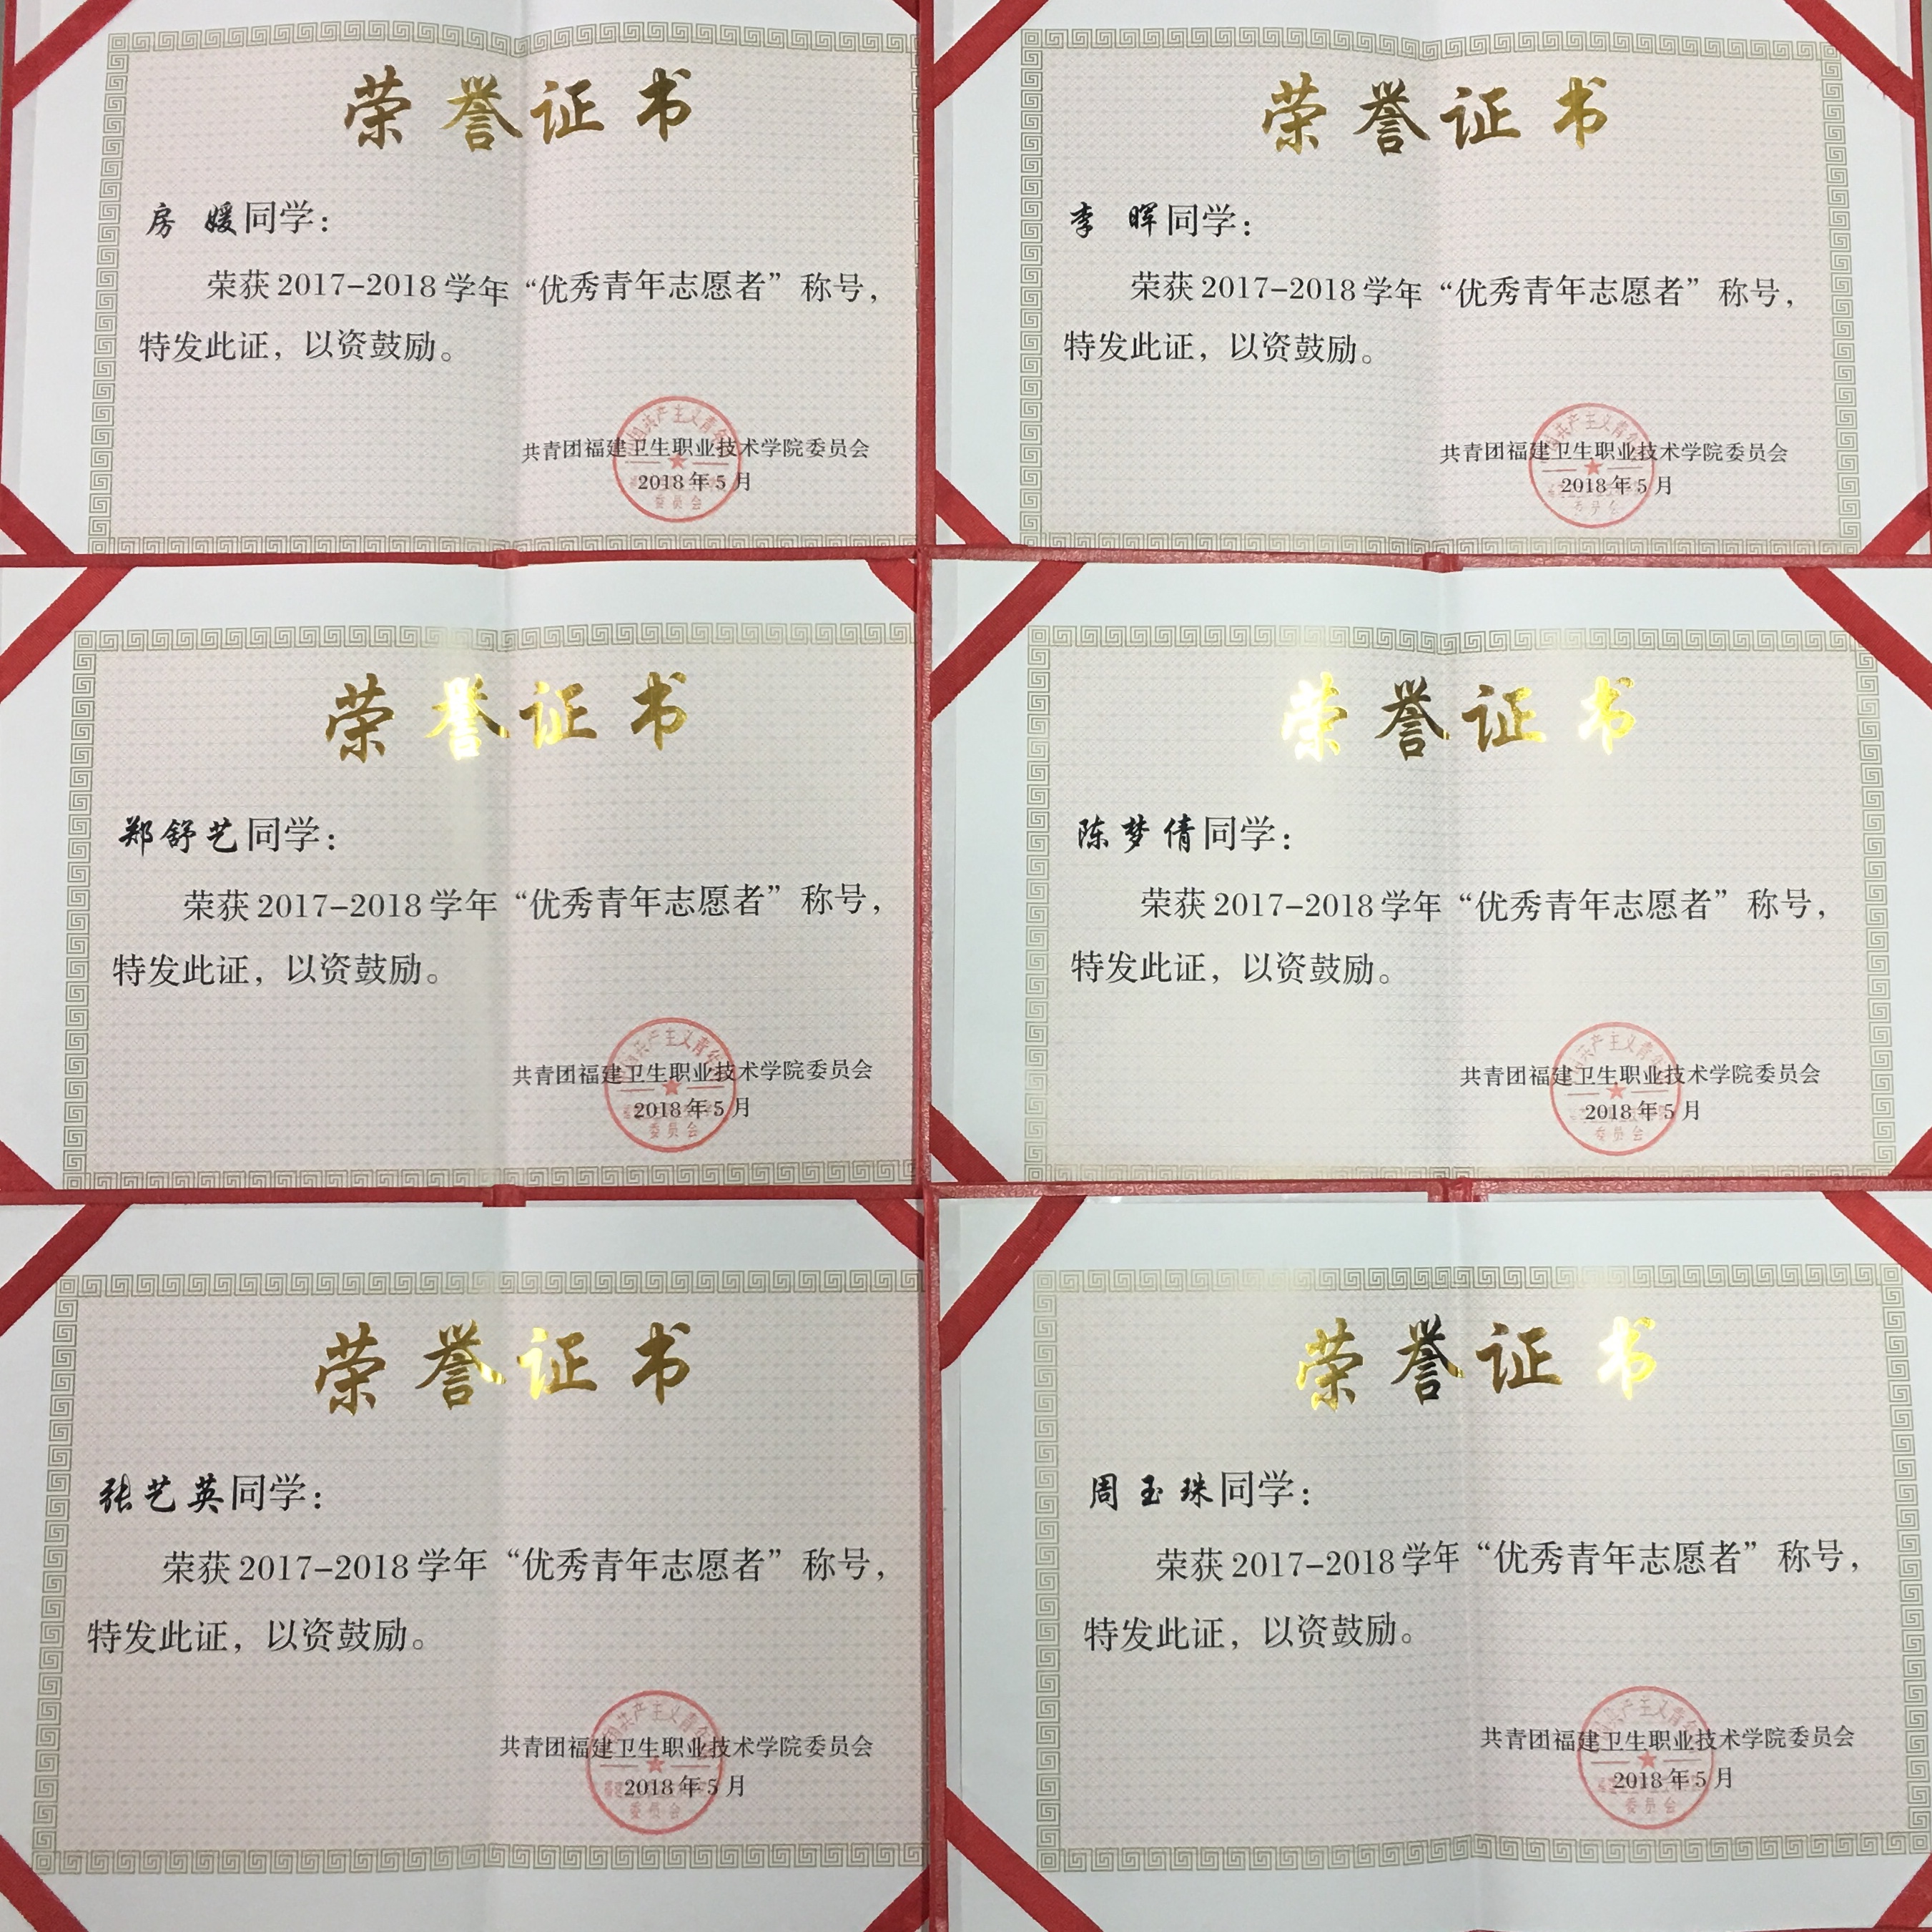 荣誉证书
房 媛同学：
荣获2017-2018学年“优秀青年志愿者”称号，
特发此证，以资鼓励。
共青团福建卫生职业技术学院委员会
2018年5月
委员会
荣誉证书
李 晖同学：
荣获2017-2018学年“优秀青年志愿者”称号，
特发此证，以资鼓励。
共青团福建卫生职业技术学院委员会
2018年5月
荣誉证书
郑舒艺同学：
荣获2017-2018学年“优秀青年志愿者”称号，
特发此证，以资鼓励。
共青团福建卫生职业技术学院委员会
2018年5月
委员会
荣誉证书
陈梦倩同学：
荣获2017-2018学年“优秀青年志愿者”称号，
特发此证，以资鼓励。
共青团福建卫生职业技术学院委员会
2018年5月
委员会
荣誉证书
张艺英同学：
荣获2017-2018学年“优秀青年志愿者”称号，
特发此证，以资鼓励。
共青团福建卫生职业技术学院委员会
2018年5月
委员会
荣誉证书
周玉珠同学：
荣获2017-2018学年“优秀青年志愿者”称号，
特发此证，以资鼓励。
共青团福建卫生职业技术学院委员会
2018年5月
委员会